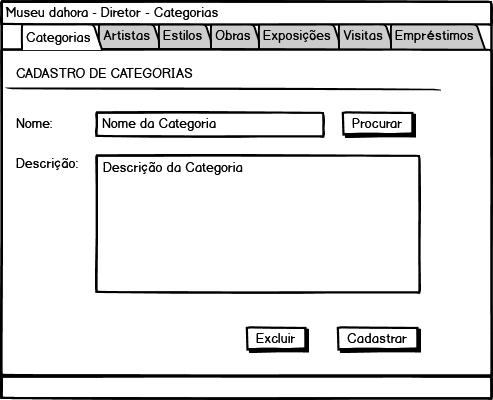 Museu dahora - Diretor - Categorias
Categorias Artistas Estilos Obras Exposições Visitas Empréstimos
CADASTRO DE CATEGORIAS
Nome: Nome da Categoria Procurar
Descrição: Descrição da Categoria
Excluir Cadastrar